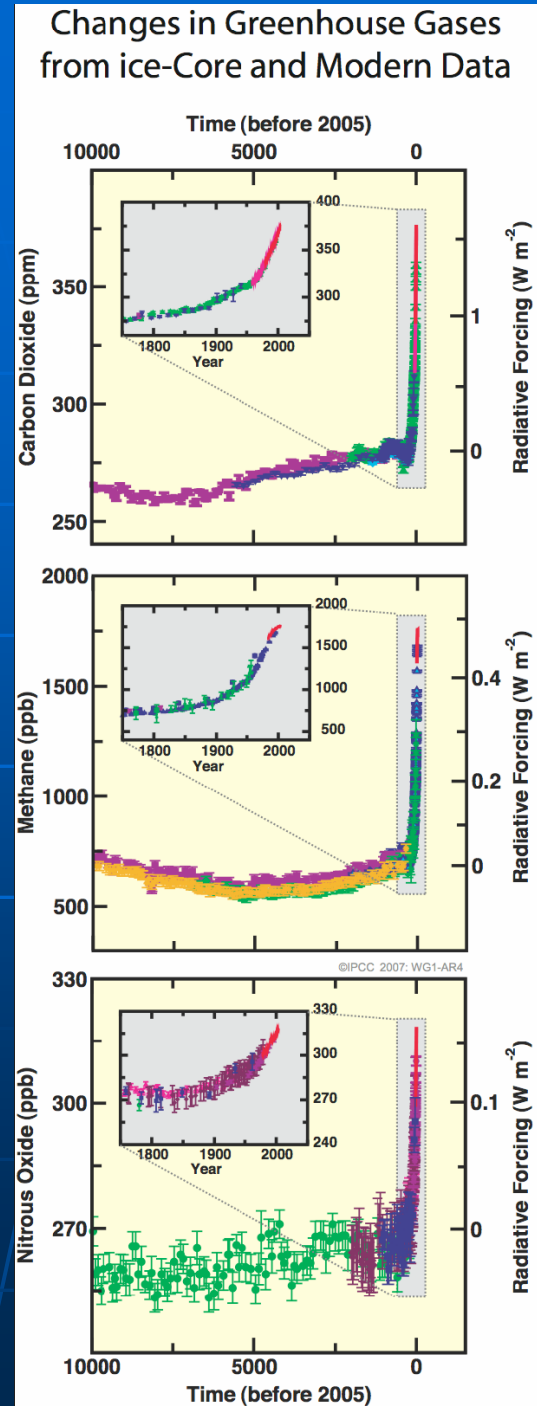 Changes in Greenhouse Gases
from ice-Core and Modern Data
Time (before 2005)
10000 5000 0
Carbon Dioxide (ppm)
350
300
250
400
350
300
1800 1900 2000
Year
1
0
Radiative Forcing (W m⁻²)
Methane (ppb)
2000
1500
1000
500
2000
1500
1000
500
1800 1900 2000
Year
0.4
0.2
0
Radiative Forcing (W m⁻²)
©IPCC 2007: WG1-AR4
Nitrous Oxide (ppb)
330
300
270
330
300
270
240
1800 1900 2000
Year
0.1
0
Radiative Forcing (W m⁻²)
10000 5000 0
Time (before 2005)